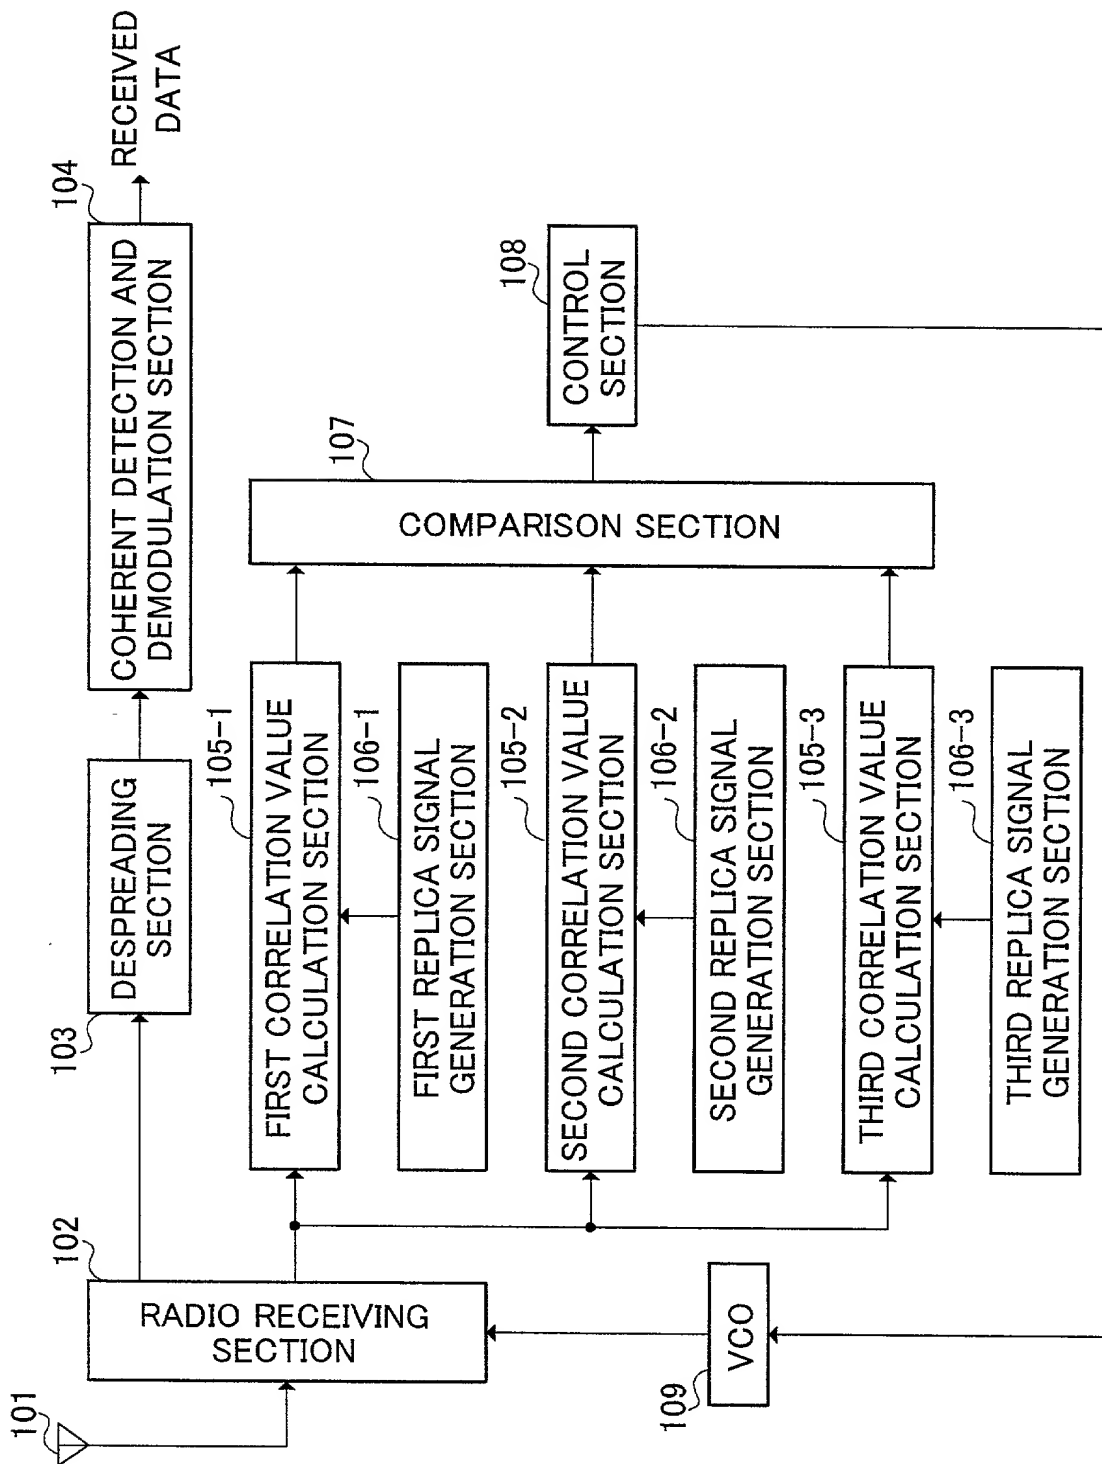 101
102
RADIO RECEIVING
SECTION
103
DESPREADING
SECTION
104
COHERENT DETECTION AND
DEMODULATION SECTION
RECEIVED
DATA
105-1
FIRST CORRELATION VALUE
CALCULATION SECTION
106-1
FIRST REPLICA SIGNAL
GENERATION SECTION
105-2
SECOND CORRELATION VALUE
CALCULATION SECTION
106-2
SECOND REPLICA SIGNAL
GENERATION SECTION
105-3
THIRD CORRELATION VALUE
CALCULATION SECTION
106-3
THIRD REPLICA SIGNAL
GENERATION SECTION
107
COMPARISON SECTION
108
CONTROL
SECTION
109
VCO